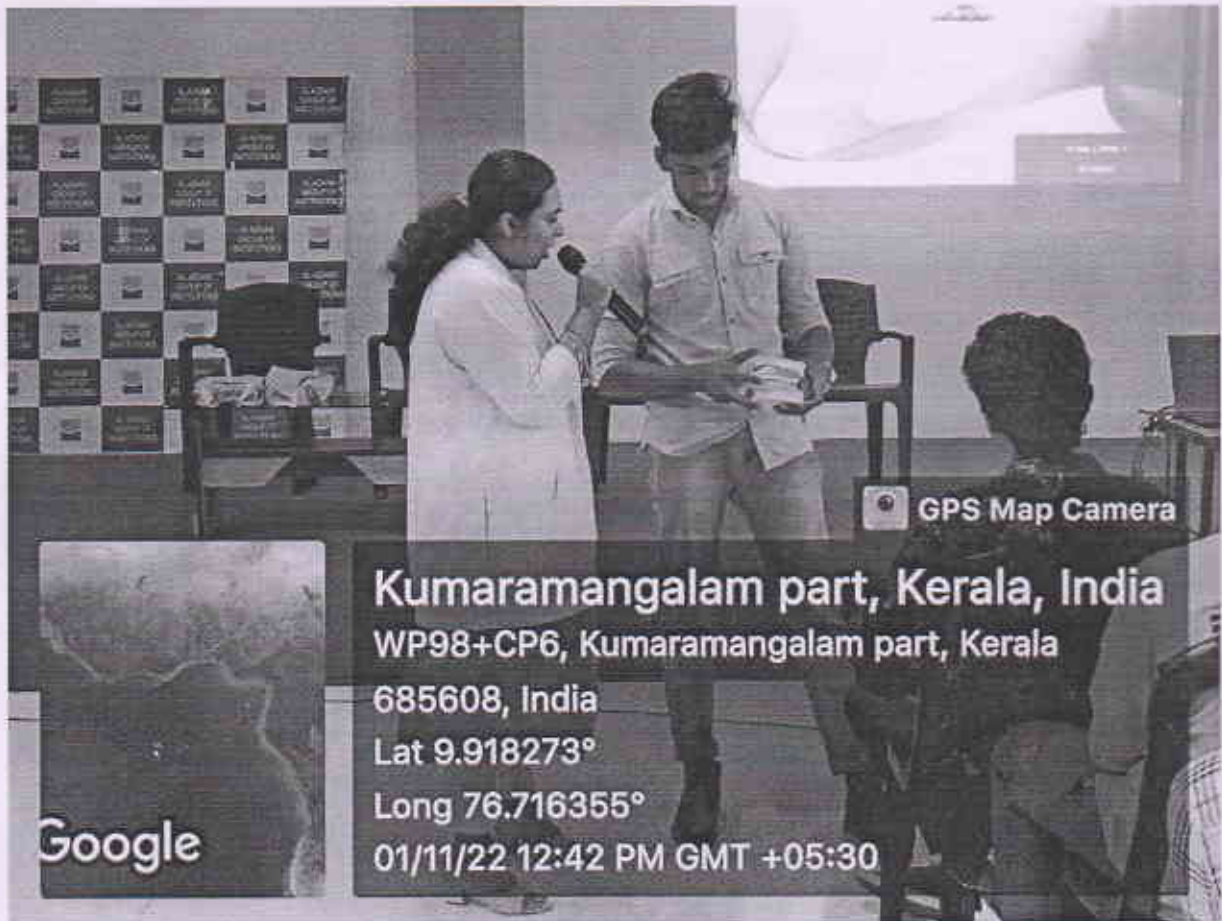 GPS Map Camera
Kumaramangalam part, Kerala, India
WP98+CP6, Kumaramangalam part, Kerala
685608, India
Lat 9.918273°
Long 76.716355°
01/11/22 12:42 PM GMT +05:30
Google